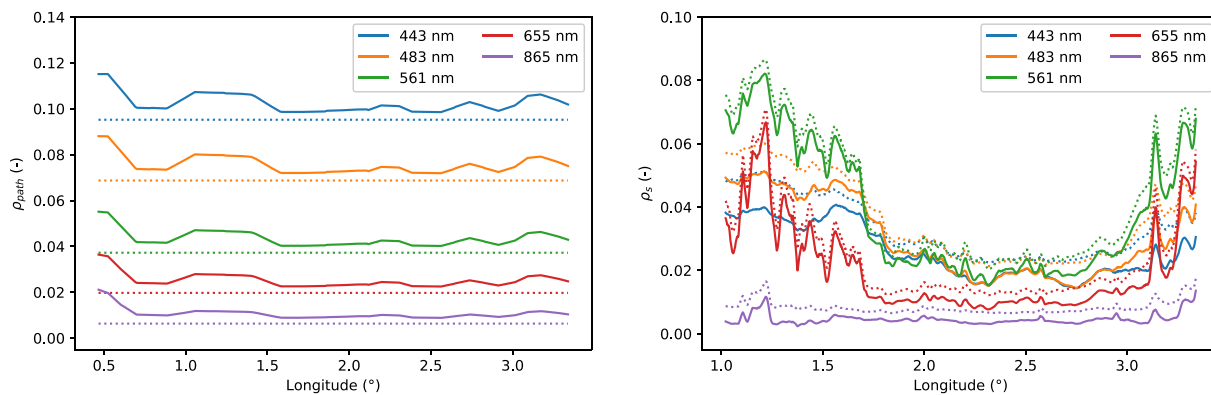 0.14
0.12
0.10
0.08
0.06
0.04
0.02
0.00
ρpath (-)
0.5
1.0
1.5
2.0
2.5
3.0
Longitude (°)
443 nm
483 nm
561 nm
655 nm
865 nm
0.10
0.08
0.06
0.04
0.02
0.00
ρs (-)
1.0
1.5
2.0
2.5
3.0
Longitude (°)
443 nm
483 nm
561 nm
655 nm
865 nm